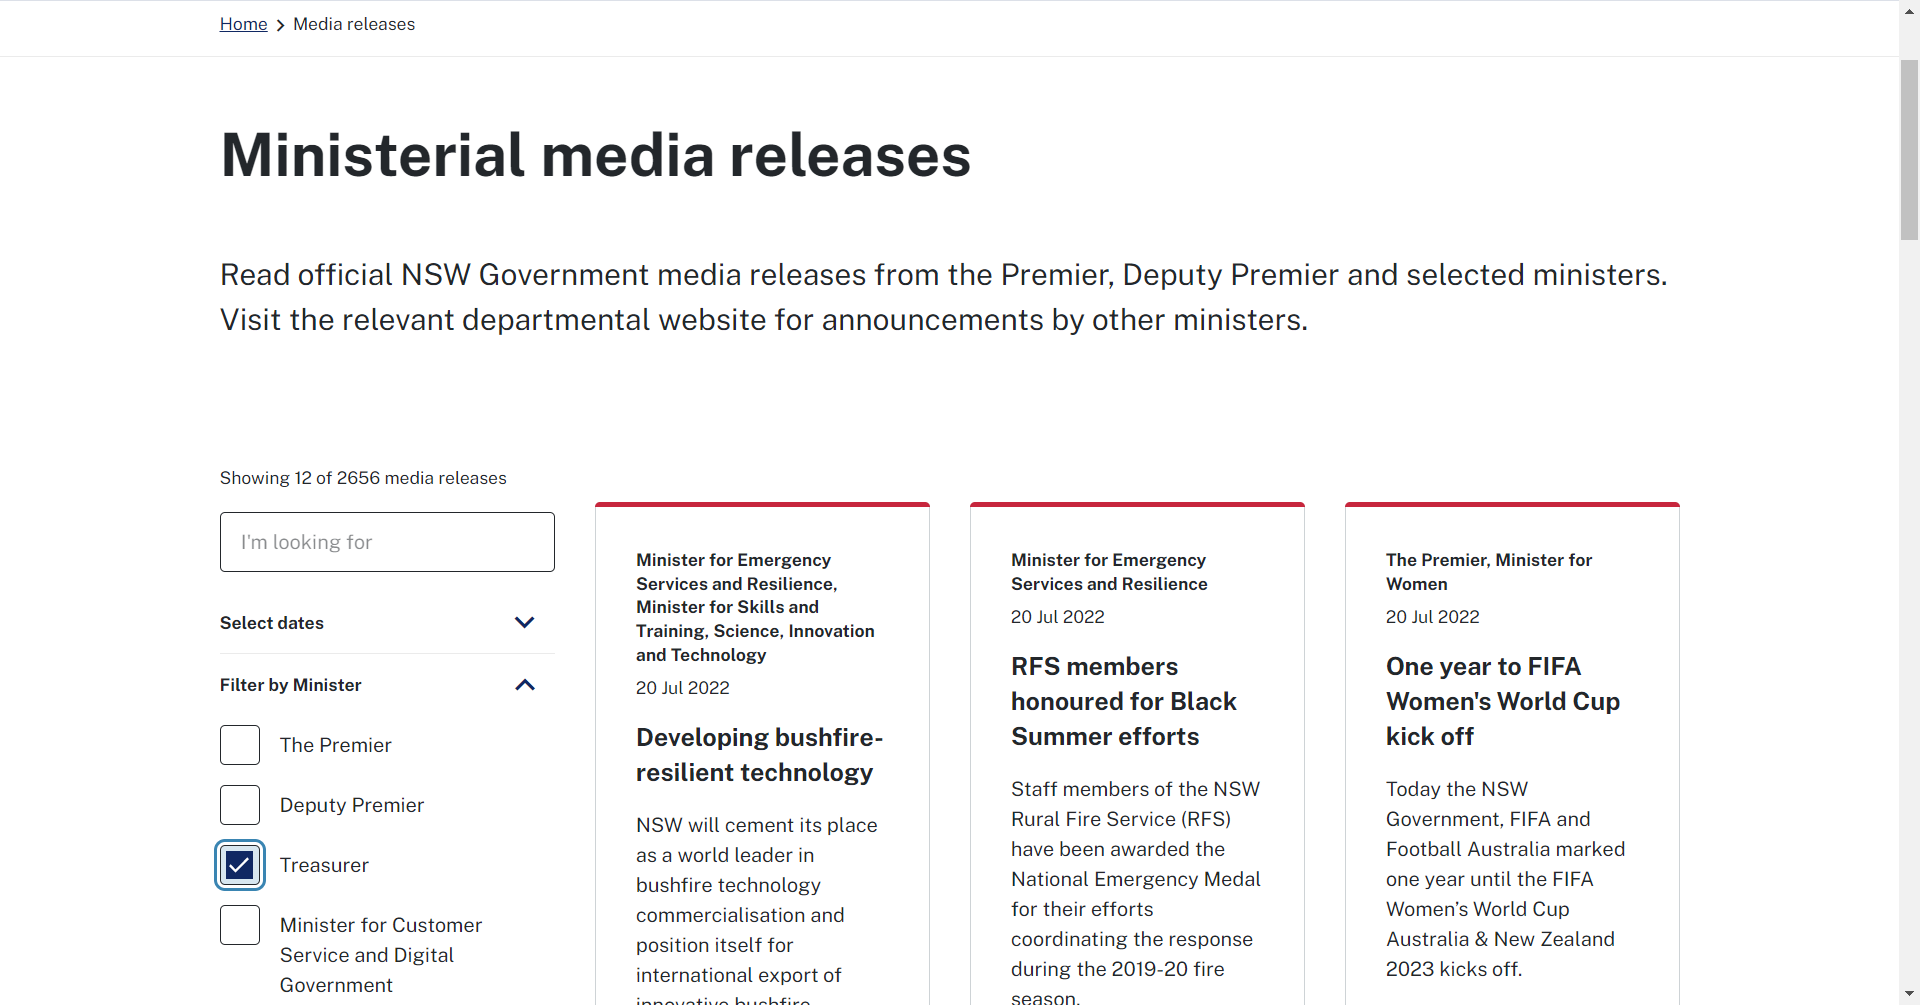 Home > Media releases
Ministerial media releases
Read official NSW Government media releases from the Premier, Deputy Premier and selected ministers.
Visit the relevant departmental website for announcements by other ministers.
Showing 12 of 2656 media releases
I'm looking for
Select dates
Filter by Minister
The Premier
Deputy Premier
Treasurer
Minister for Customer
Service and Digital
Government
Minister for Emergency
Services and Resilience,
Minister for Skills and
Training, Science, Innovation
and Technology
20 Jul 2022
Developing bushfire-
resilient technology
NSW will cement its place
as a world leader in
bushfire technology
commercialisation and
position itself for
international export of
innovative bushfire
Minister for Emergency
Services and Resilience
20 Jul 2022
RFS members
honoured for Black
Summer efforts
Staff members of the NSW
Rural Fire Service (RFS)
have been awarded the
National Emergency Medal
for their efforts
coordinating the response
during the 2019-20 fire
season.
The Premier, Minister for
Women
20 Jul 2022
One year to FIFA
Women's World Cup
kick off
Today the NSW
Government, FIFA and
Football Australia marked
one year until the FIFA
Women’s World Cup
Australia & New Zealand
2023 kicks off.